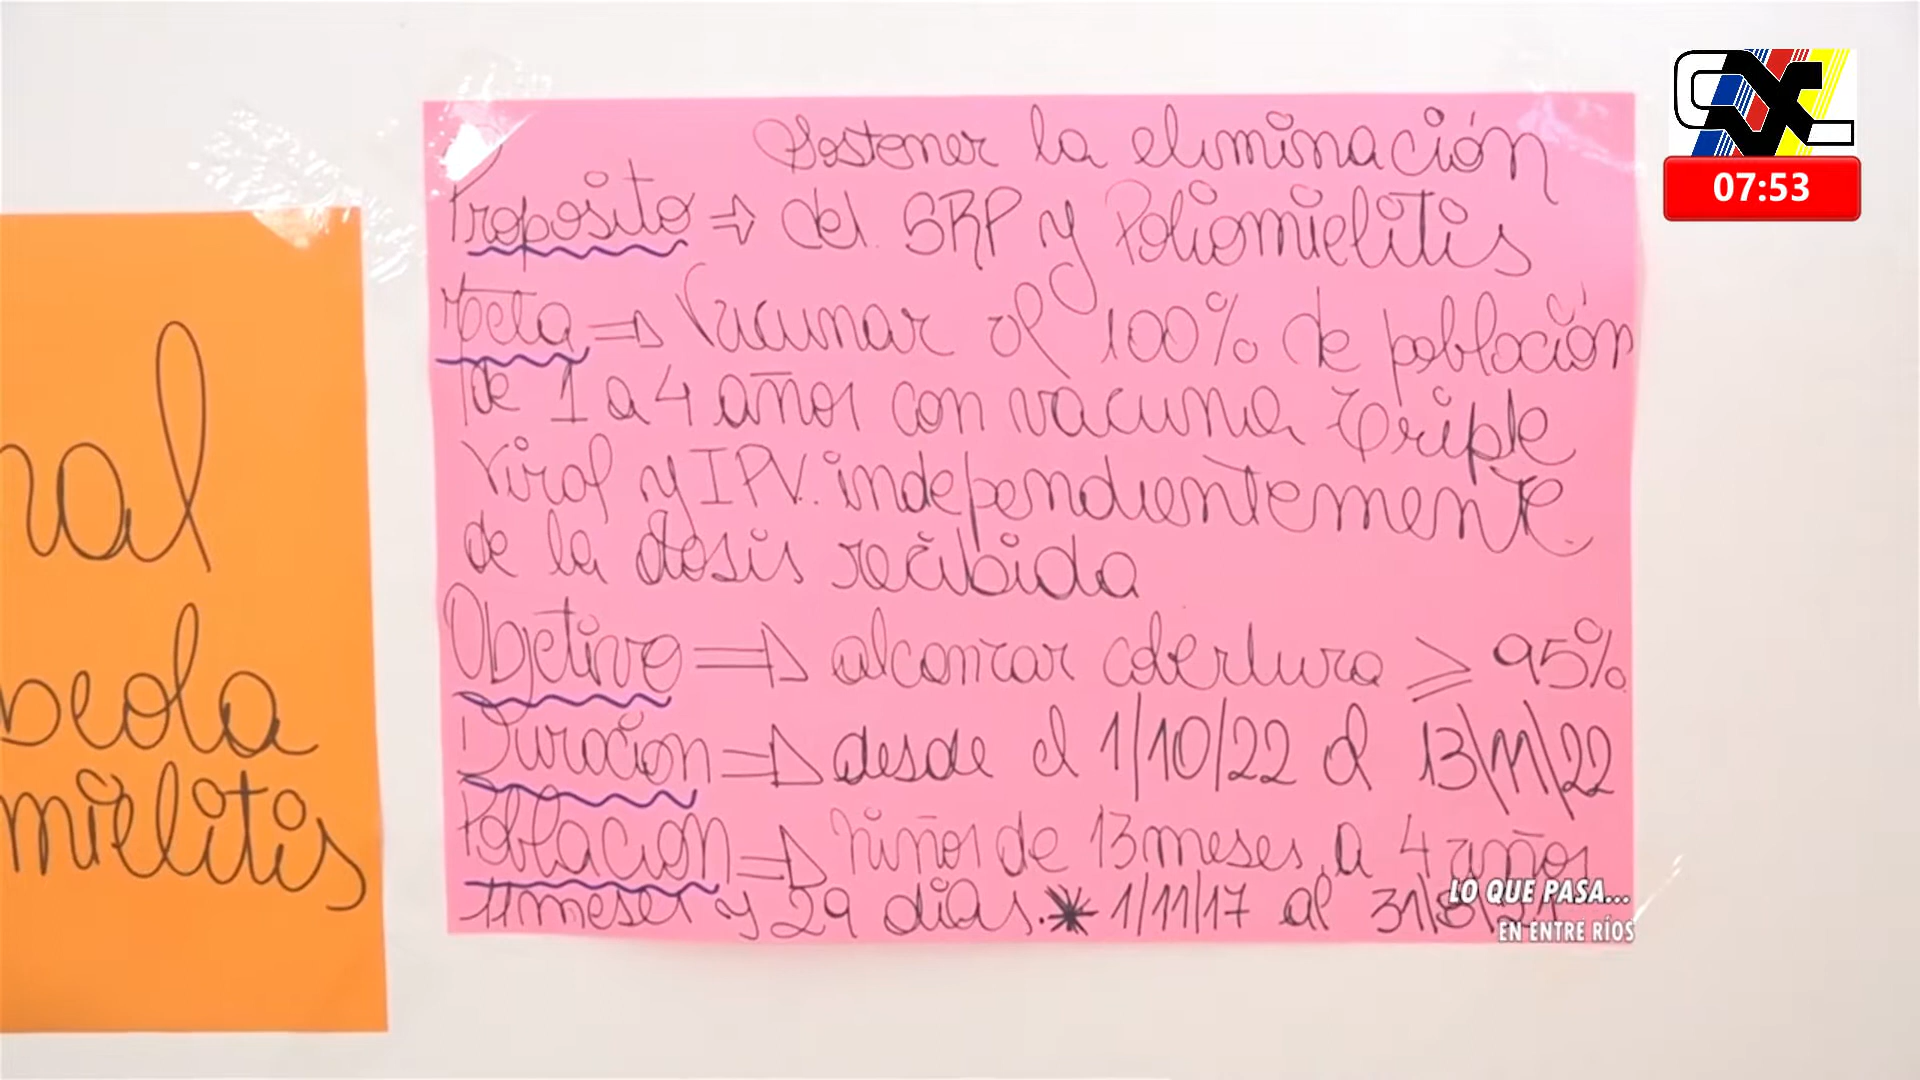 Sostener la eliminación
Proposito ⇒ del SRP y Poliomielitis
Meta ⇒ Vacunar al 100% de población
de 1 a 4 años con vacuna Triple
Viral y IPV. independientemente
de la dosis recibida
Objetivo ⇒ alcanzar cobertura ≥ 95%
Duración ⇒ desde el 1/10/22 al 13\11\22
Población ⇒ niños de 13 meses a 4 años
11 meses y 29 dias. * 1/11/17 al
nal
beola
mielitis
07:53
LO QUE PASA...
EN ENTRE RÍOS